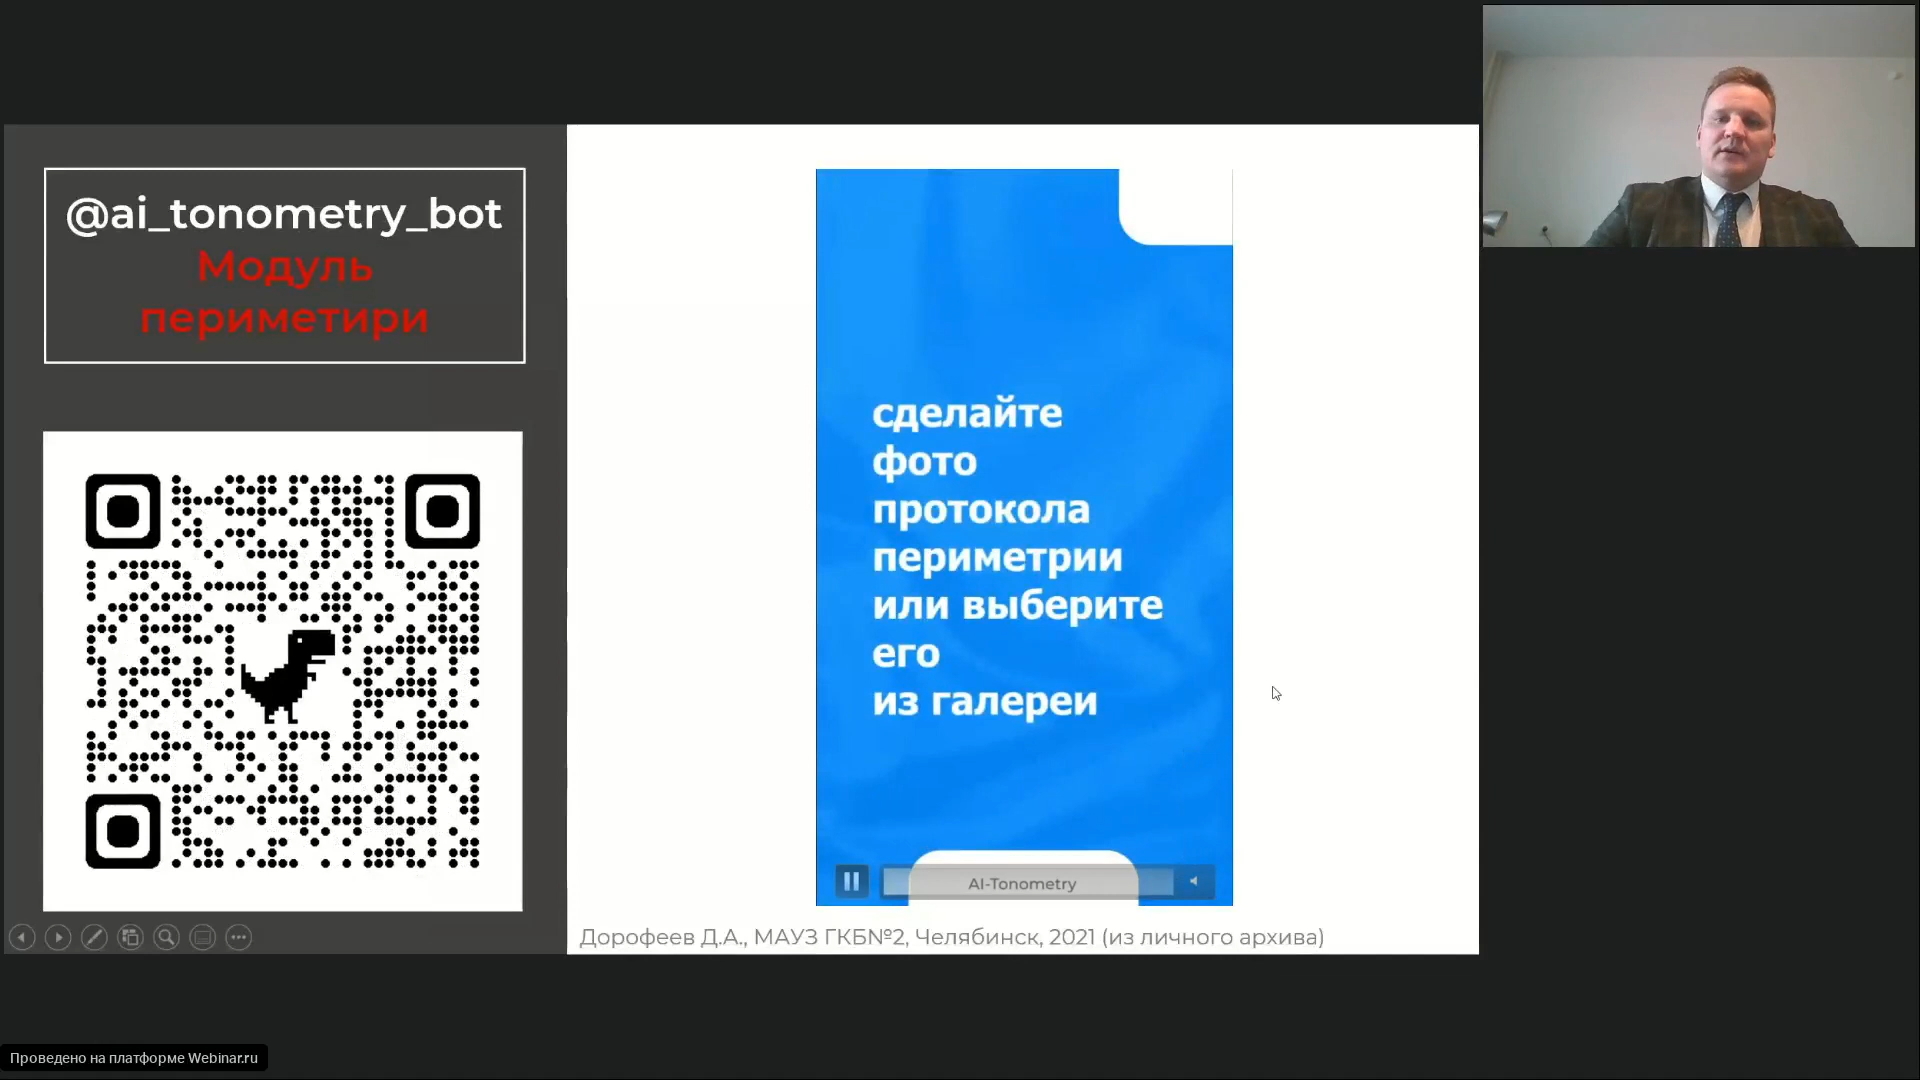 @ai_tonometry_bot
Модуль
периметири
сделайте
фото
протокола
периметрии
или выберите
его
из галереи
AI-Tonometry
Дорофеев Д.А., МАУЗ ГКБ№2, Челябинск, 2021 (из личного архива)
Проведено на платформе Webinar.ru